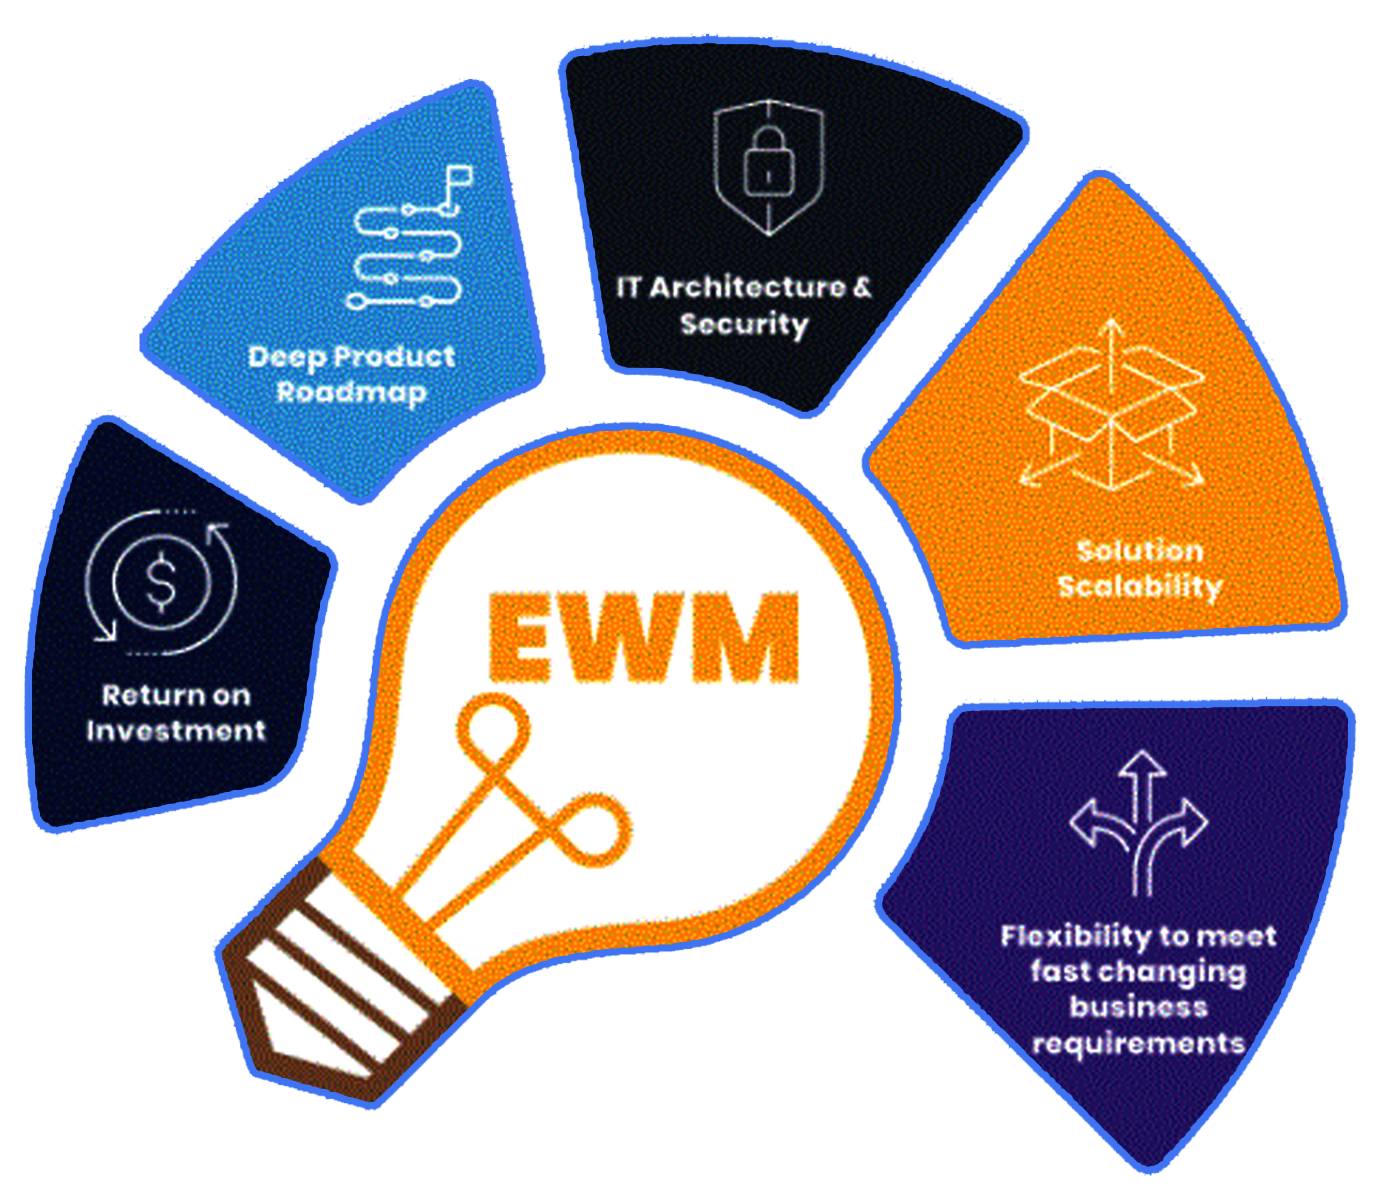 IT Architecture &
Security
Deep Product
Roadmap
Solution
Scalability
Return on
Investment
EWM
Flexibility to meet
fast changing
business
requirements